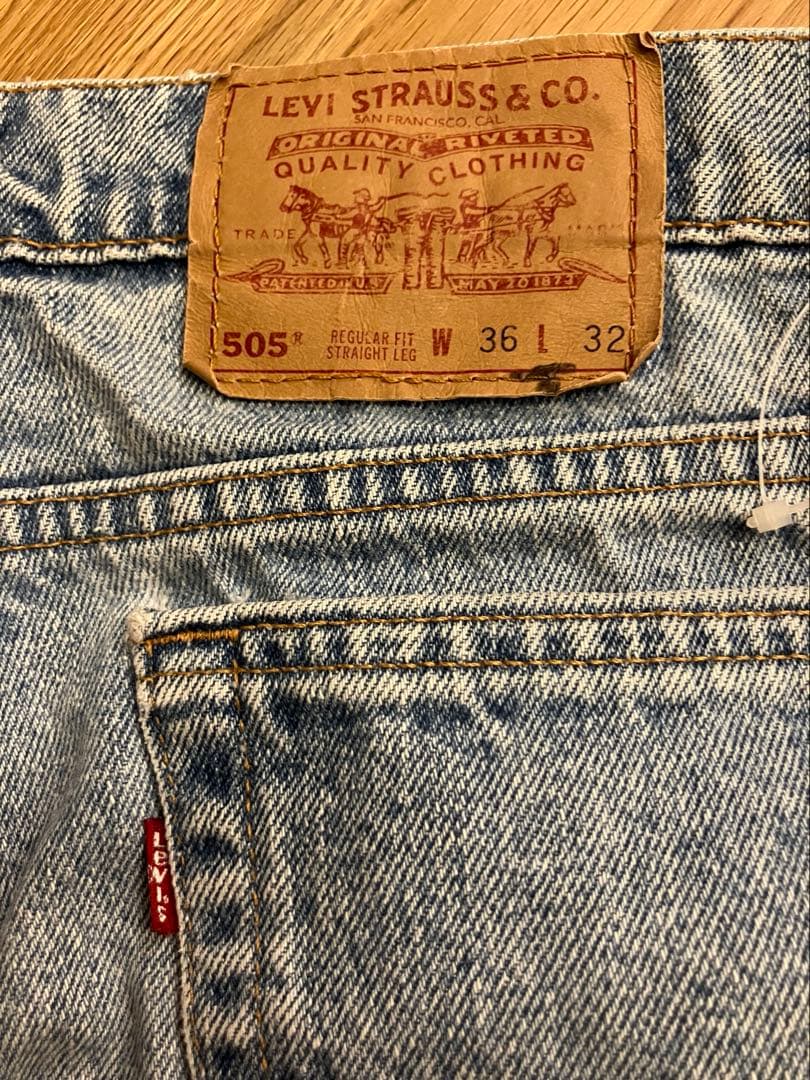 LEVI STRAUSS & CO.
SAN FRANCISCO, CAL
ORIGINAL RIVETED
QUALITY CLOTHING
TRADE MARK
PATENTED IN U.S. MAY 20 1873
505® REGULAR FIT W 36 L 32
STRAIGHT LEG
Levi's